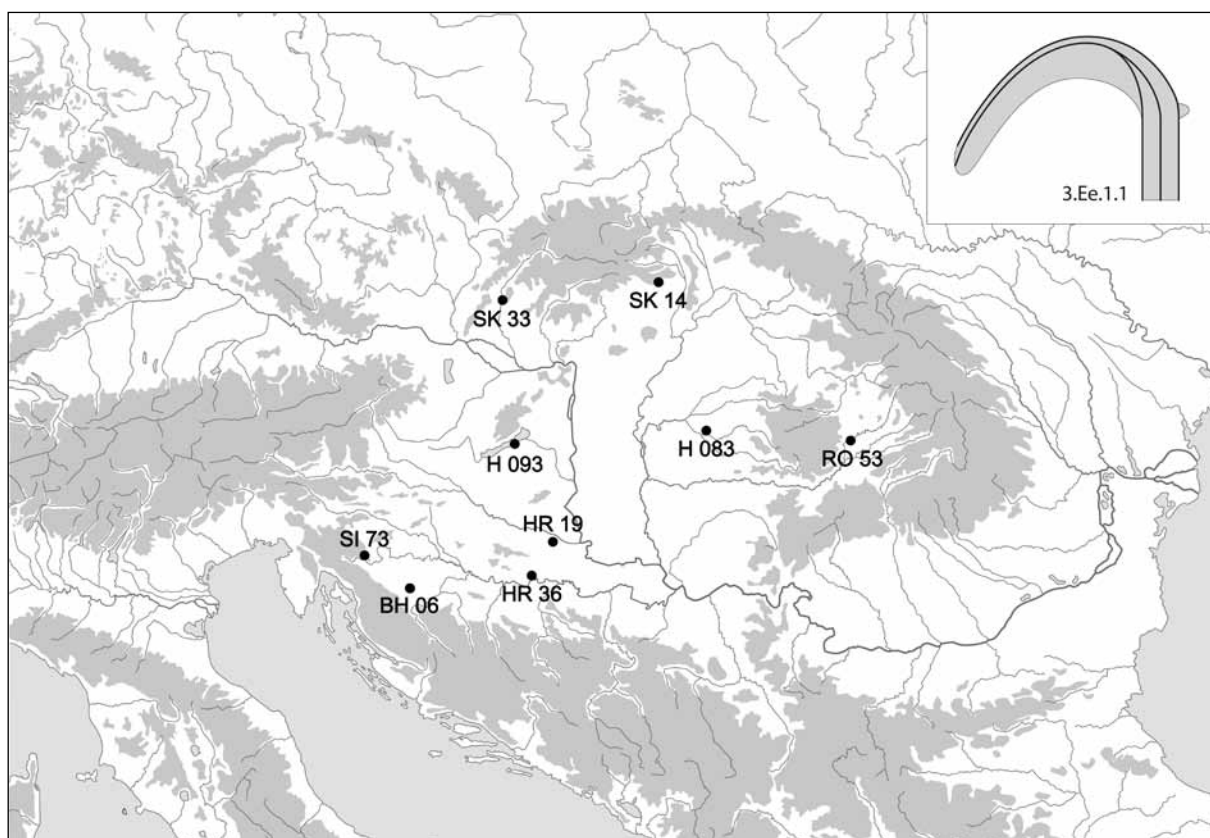 3.Ee.1.1
SK 14
SK 33
H 083
RO 53
H 093
HR 19
SI 73
HR 36
BH 06